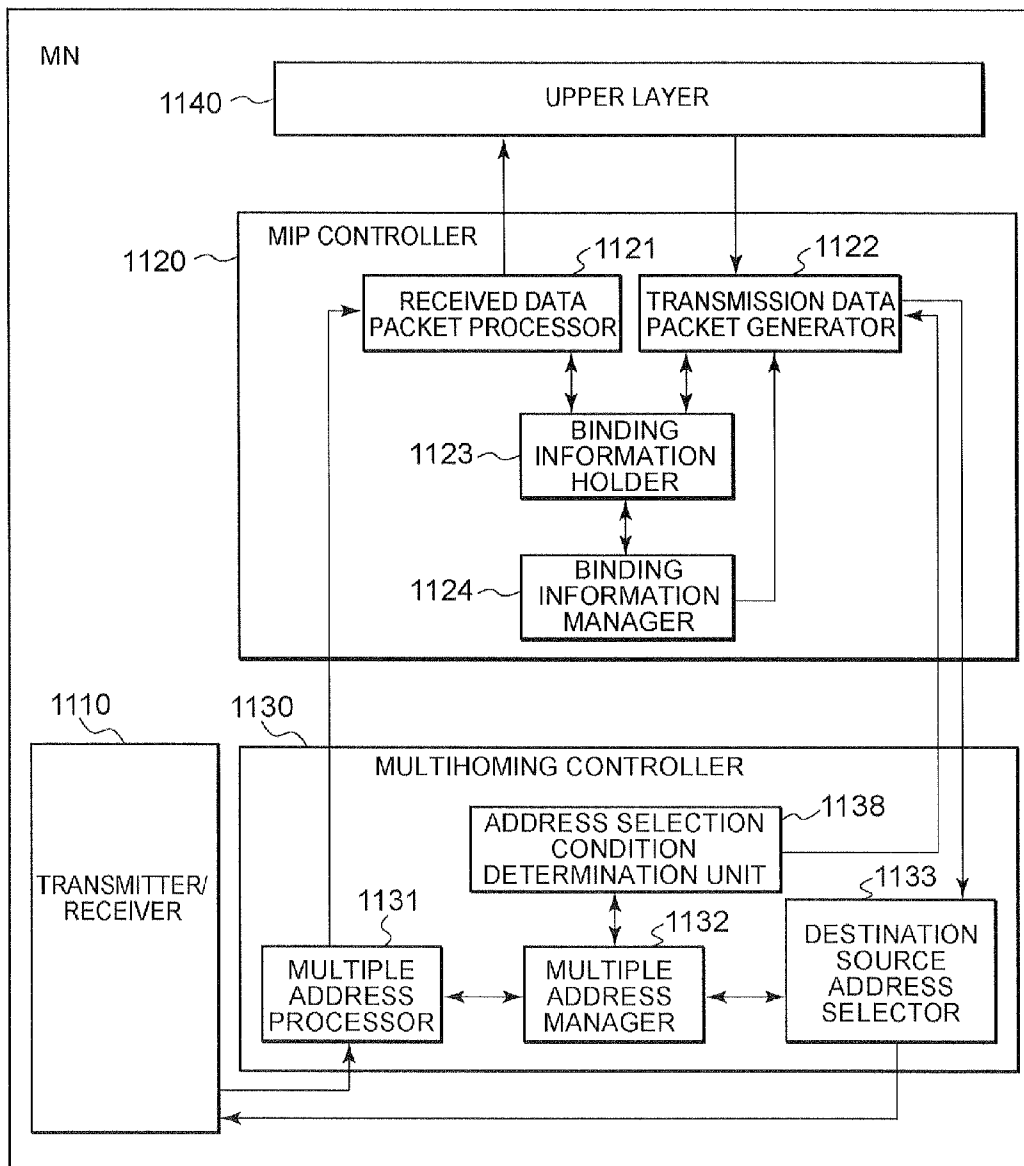 MN
1140
UPPER LAYER
1120
MIP CONTROLLER
1121
1122
RECEIVED DATA
PACKET PROCESSOR
TRANSMISSION DATA
PACKET GENERATOR
1123
BINDING
INFORMATION
HOLDER
1124
BINDING
INFORMATION
MANAGER
1110
1130
TRANSMITTER/
RECEIVER
MULTIHOMING CONTROLLER
1138
ADDRESS SELECTION
CONDITION
DETERMINATION UNIT
1131
1132
1133
MULTIPLE
ADDRESS
PROCESSOR
MULTIPLE
ADDRESS
MANAGER
DESTINATION
SOURCE
ADDRESS
SELECTOR